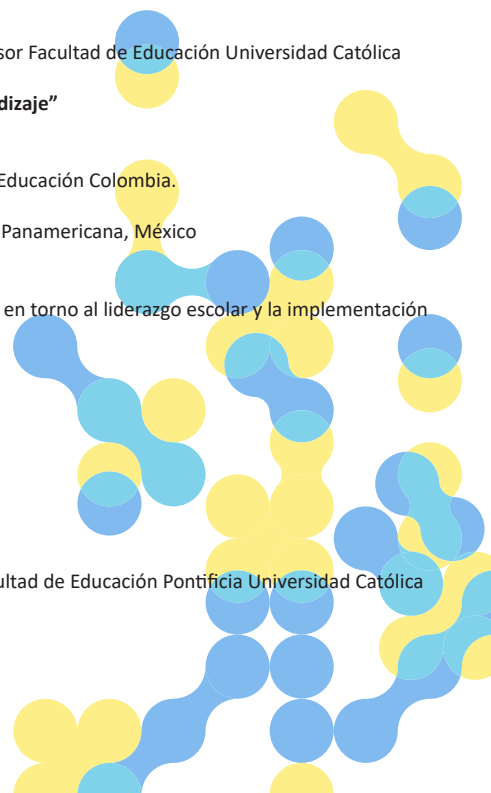 sor Facultad de Educación Universidad Católica
dizaje”
Educación Colombia.
Panamericana, México
en torno al liderazgo escolar y la implementación
ultad de Educación Pontificia Universidad Católica